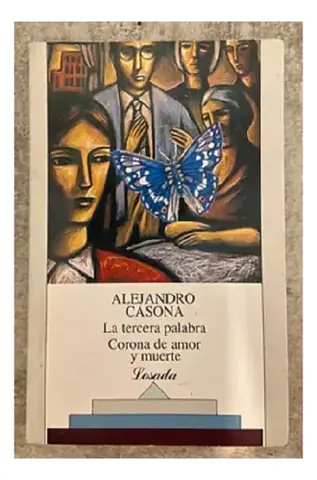 ALEJANDRO
CASONA
La tercera palabra
Corona de amor
y muerte
Losada